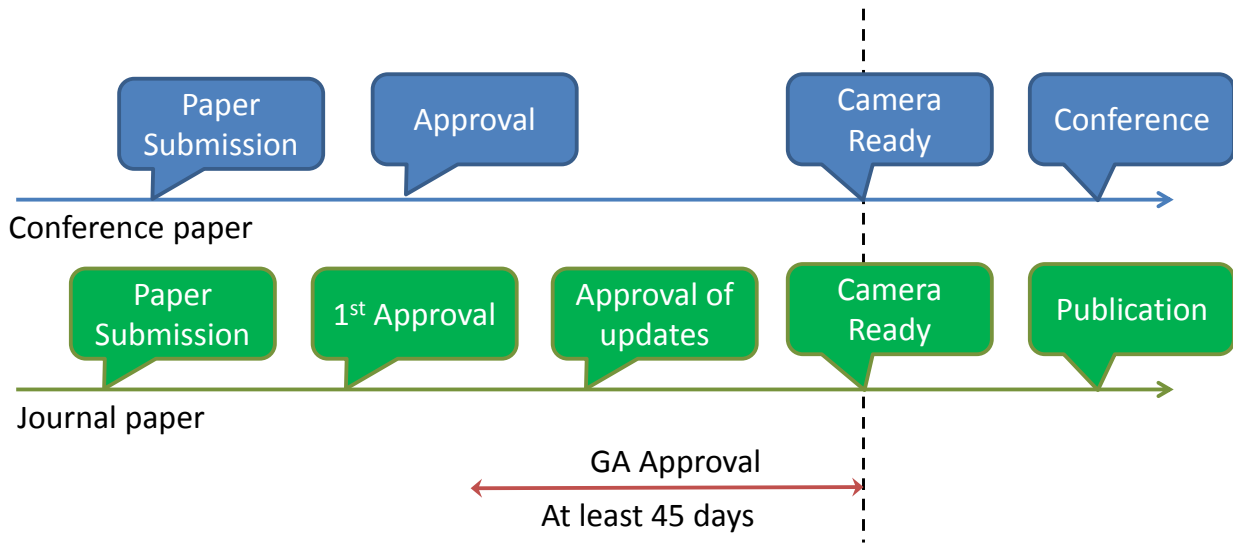 Paper
Submission
Approval
Camera
Ready
Conference
Conference paper
Paper
Submission
1st Approval
Approval of
updates
Camera
Ready
Publication
Journal paper
GA Approval
At least 45 days